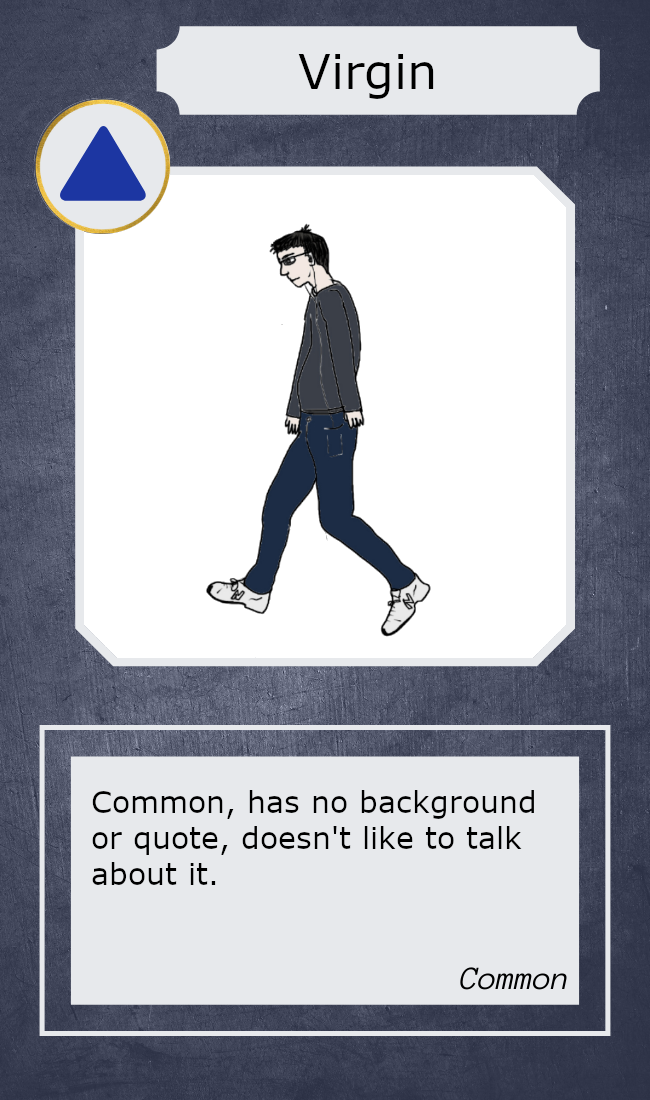 Virgin
Common, has no background
or quote, doesn't like to talk
about it.
Common